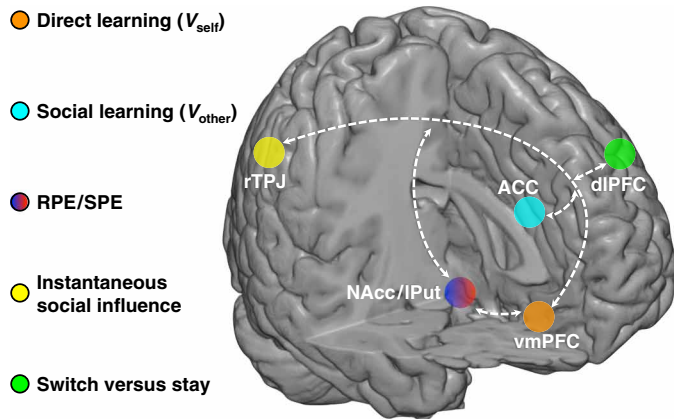 Direct learning (Vself)
Social learning (Vother)
RPE/SPE
Instantaneous
social influence
Switch versus stay
rTPJ
ACC
dlPFC
NAcc/lPut
vmPFC